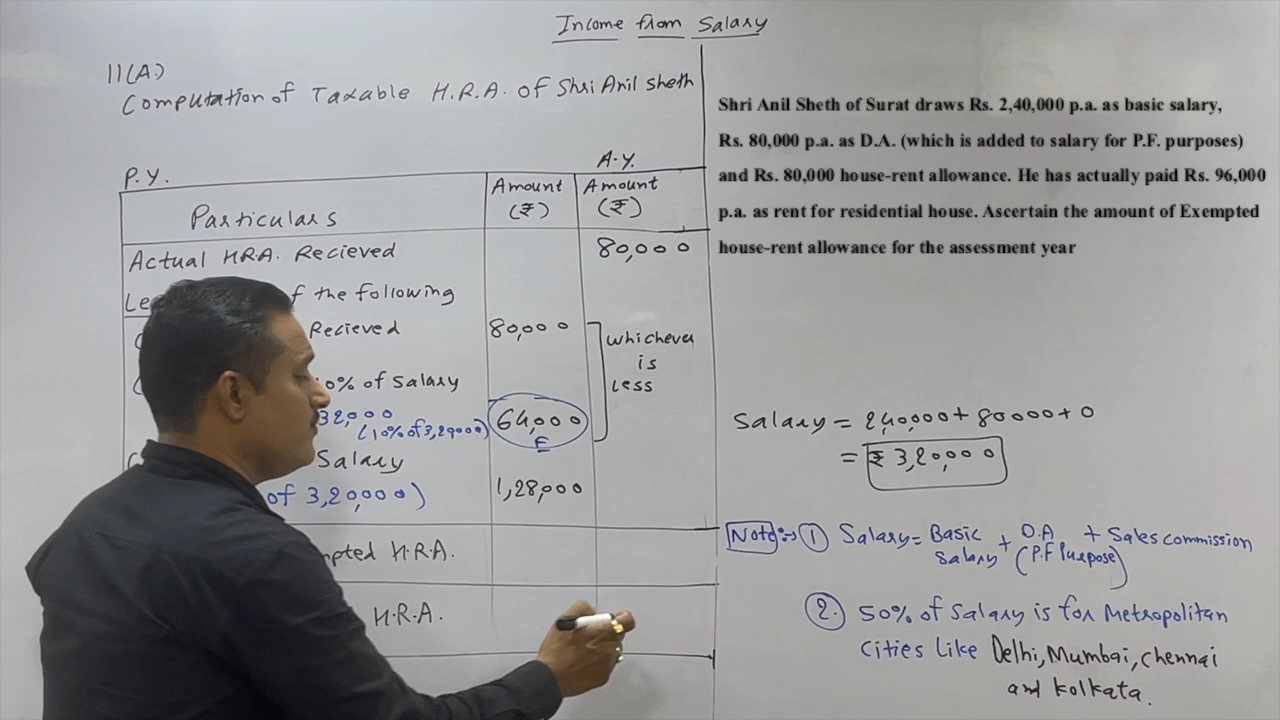 Income from Salary
11(A)
Computation of Taxable H.R.A. of Shri Anil Sheth
P.Y.
A.Y.
Particulars
Amount (₹)
Amount (₹)
Actual H.R.A. Recieved
80,000
Le
f the following
Recieved
80,000
whichever
is
less
0% of Salary
32,000
(10% of 3,20000)
64,000
E
Salary
of 3,20,000)
1,28,000
mpted H.R.A.
H.R.A.
Shri Anil Sheth of Surat draws Rs. 2,40,000 p.a. as basic salary,
Rs. 80,000 p.a. as D.A. (which is added to salary for P.F. purposes)
and Rs. 80,000 house-rent allowance. He has actually paid Rs. 96,000
p.a. as rent for residential house. Ascertain the amount of Exempted
house-rent allowance for the assessment year
Salary = 2,40,000 + 80000 + 0
= ₹ 3,20,000
Note:→ 1 Salary = Basic Salary + D.A (P.F Purpose) + Sales commission
2. 50% of Salary is for Metropolitan
Cities Like Delhi, Mumbai, Chennai
and Kolkata.